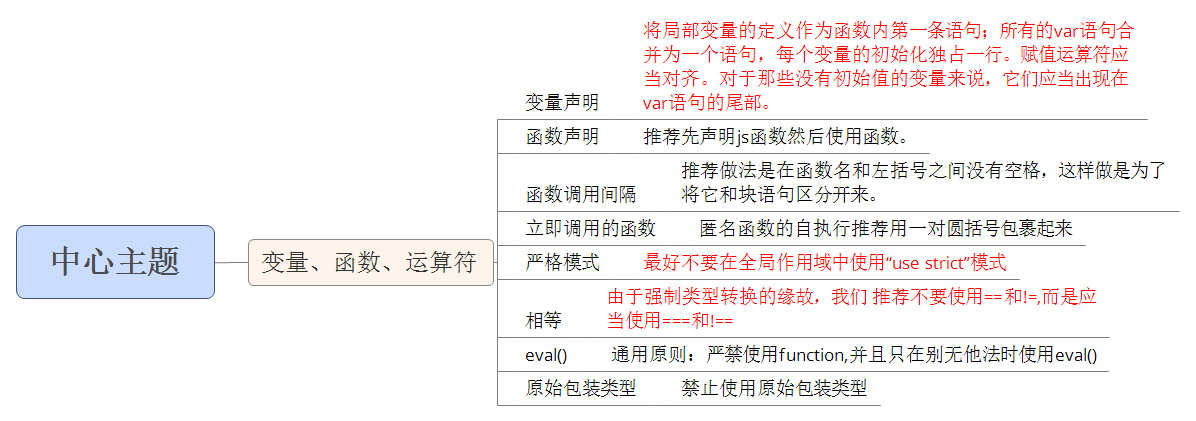 中心主题
变量、函数、运算符
变量声明
将局部变量的定义作为函数内第一条语句；所有的var语句合
并为一个语句，每个变量的初始化独占一行。赋值运算符应
当对齐。对于那些没有初始值的变量来说，它们应当出现在
var语句的尾部。
函数声明
推荐先声明js函数然后使用函数。
函数调用间隔
推荐做法是在函数名和左括号之间没有空格，这样做是为了
将它和块语句区分开来。
立即调用的函数
匿名函数的自执行推荐用一对圆括号包裹起来
严格模式
最好不要在全局作用域中使用“use strict”模式
相等
由于强制类型转换的缘故，我们 推荐不要使用==和!=,而是应
当使用===和!==
eval()
通用原则：严禁使用function,并且只在别无他法时使用eval()
原始包装类型
禁止使用原始包装类型